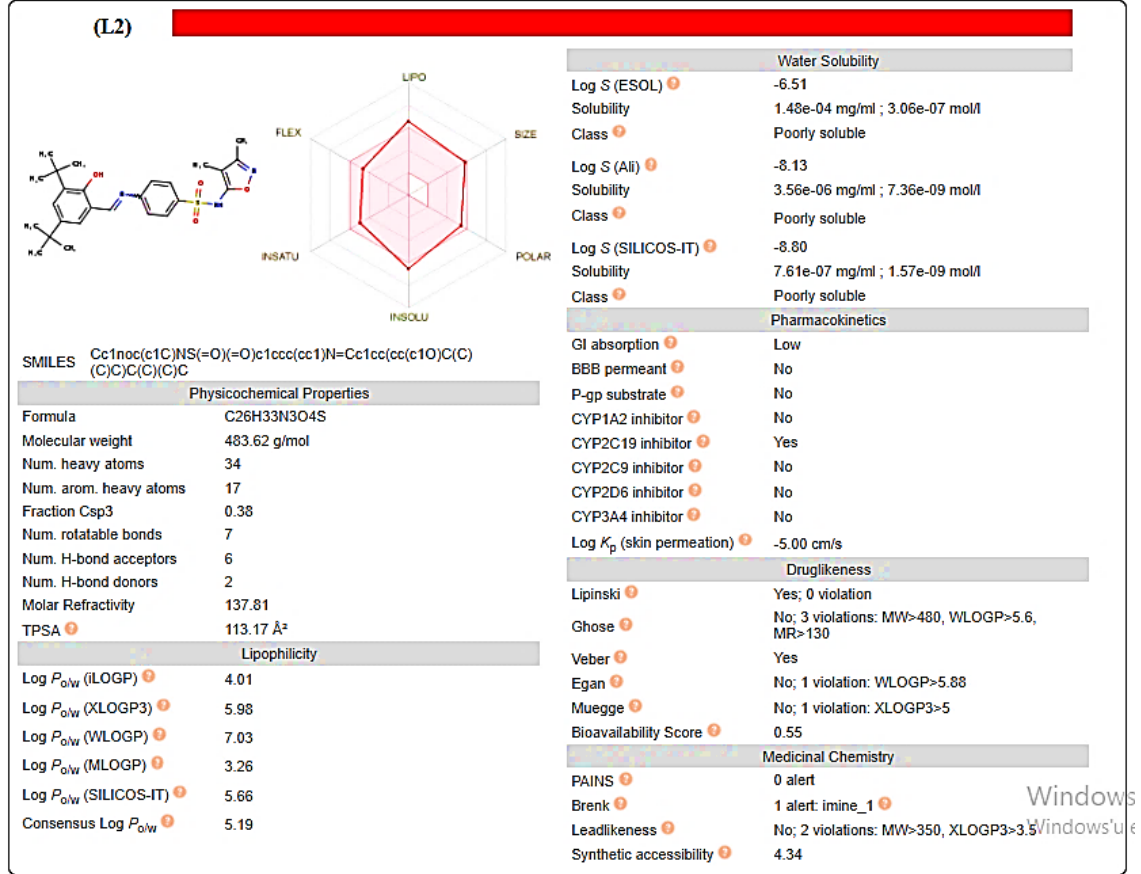 (L2)
LIPO
FLEX
SIZE
INSATU
POLAR
INSOLU
H₃C
CH₃
H₃C
OH
N
O
S
O
NH
O
N
H₃C
CH₃
H₃C
H₃C
CH₃
SMILES Cc1noc(c1C)NS(=O)(=O)c1ccc(cc1)N=Cc1cc(cc(c1O)C(C)
(C)C)C(C)(C)C
Physicochemical Properties
Formula C26H33N3O4S
Molecular weight 483.62 g/mol
Num. heavy atoms 34
Num. arom. heavy atoms 17
Fraction Csp3 0.38
Num. rotatable bonds 7
Num. H-bond acceptors 6
Num. H-bond donors 2
Molar Refractivity 137.81
TPSA ? 113.17 Å²
Lipophilicity
Log Po/w (iLOGP) ? 4.01
Log Po/w (XLOGP3) ? 5.98
Log Po/w (WLOGP) ? 7.03
Log Po/w (MLOGP) ? 3.26
Log Po/w (SILICOS-IT) ? 5.66
Consensus Log Po/w ? 5.19
Water Solubility
Log S (ESOL) ? -6.51
Solubility 1.48e-04 mg/ml ; 3.06e-07 mol/l
Class ? Poorly soluble
Log S (Ali) ? -8.13
Solubility 3.56e-06 mg/ml ; 7.36e-09 mol/l
Class ? Poorly soluble
Log S (SILICOS-IT) ? -8.80
Solubility 7.61e-07 mg/ml ; 1.57e-09 mol/l
Class ? Poorly soluble
Pharmacokinetics
GI absorption ? Low
BBB permeant ? No
P-gp substrate ? No
CYP1A2 inhibitor ? No
CYP2C19 inhibitor ? Yes
CYP2C9 inhibitor ? No
CYP2D6 inhibitor ? No
CYP3A4 inhibitor ? No
Log Kp (skin permeation) ? -5.00 cm/s
Druglikeness
Lipinski ? Yes; 0 violation
Ghose ? No; 3 violations: MW>480, WLOGP>5.6,
MR>130
Veber ? Yes
Egan ? No; 1 violation: WLOGP>5.88
Muegge ? No; 1 violation: XLOGP3>5
Bioavailability Score ? 0.55
Medicinal Chemistry
PAINS ? 0 alert
Brenk ? 1 alert: imine_1 ?
Leadlikeness ? No; 2 violations: MW>350, XLOGP3>3.5
Synthetic accessibility ? 4.34
Windows
Windows'u e